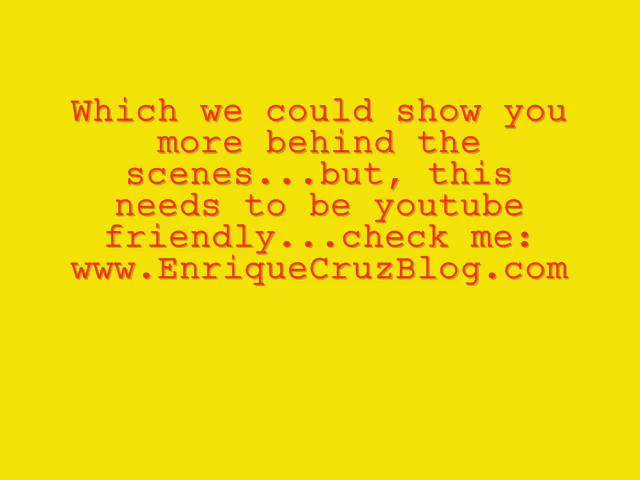 Which we could show you
more behind the
scenes...but, this
needs to be youtube
friendly...check me:
www.EnriqueCruzBlog.com